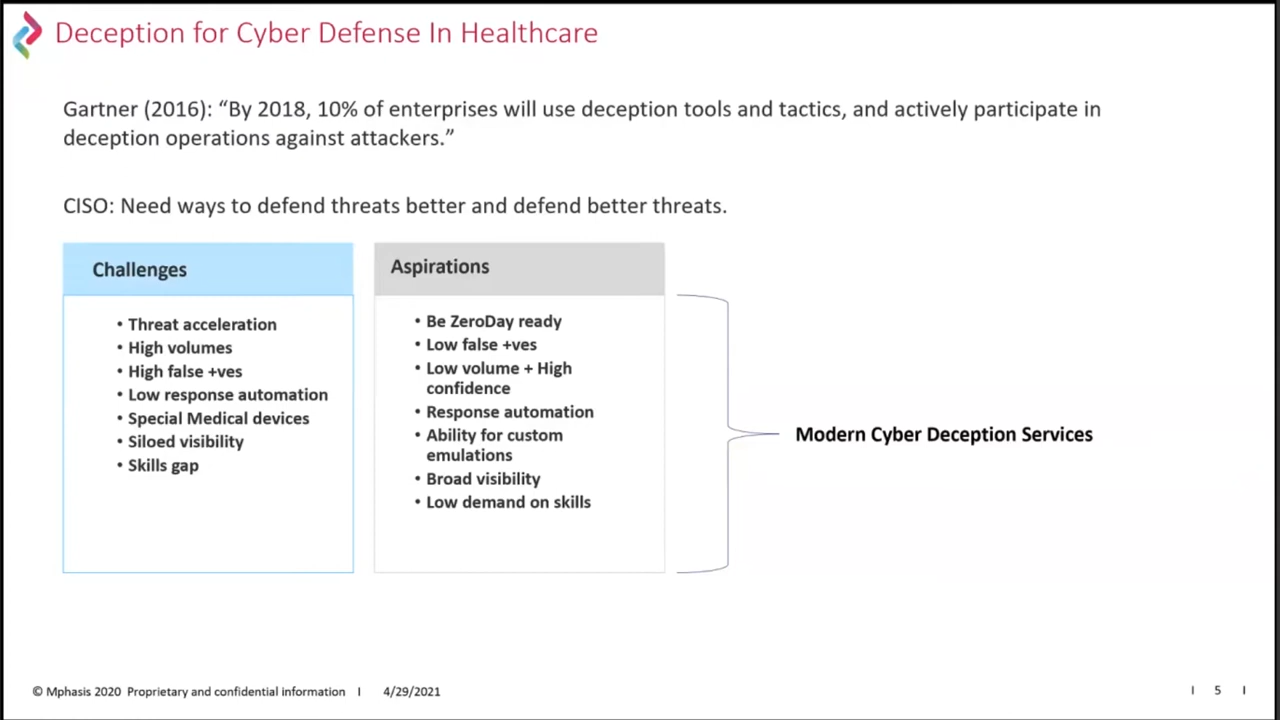 Deception for Cyber Defense In Healthcare
Gartner (2016): “By 2018, 10% of enterprises will use deception tools and tactics, and actively participate in
deception operations against attackers.”
CISO: Need ways to defend threats better and defend better threats.
Challenges
• Threat acceleration
• High volumes
• High false +ves
• Low response automation
• Special Medical devices
• Siloed visibility
• Skills gap
Aspirations
• Be ZeroDay ready
• Low false +ves
• Low volume + High
confidence
• Response automation
• Ability for custom
emulations
• Broad visibility
• Low demand on skills
Modern Cyber Deception Services
© Mphasis 2020 Proprietary and confidential information | 4/29/2021
| 5 |